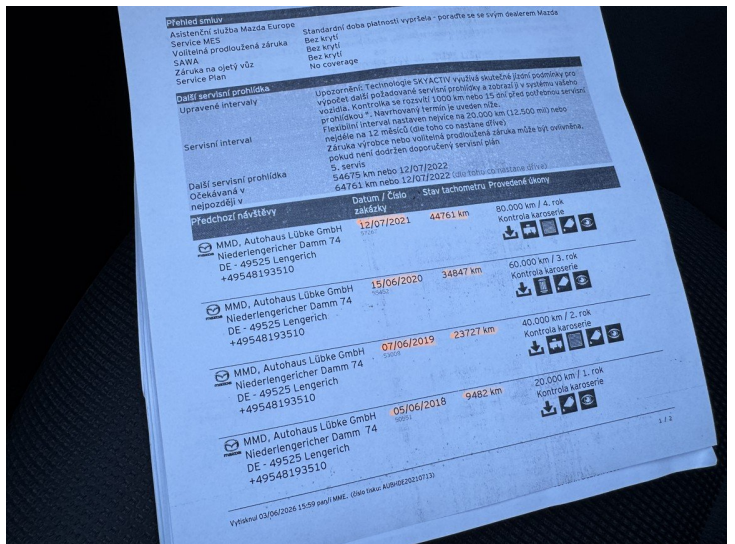 Přehled smluv
Asistenční služba Mazda Europe
Standardní doba platnosti vypršela - poraďte se se svým dealerem Mazda
Service MES
Bez krytí
Volitelná prodloužená záruka
Bez krytí
SAWA
Bez krytí
Záruka na ojetý vůz
Bez krytí
Service Plan
No coverage
Další servisní prohlídka
Upravené intervaly
Upozornění: Technologie SKYACTIV využívá skutečné jízdní podmínky pro
výpočet další požadované servisní prohlídky a zobrazí ji v systému vašeho
vozidla. Kontrolka se rozsvítí 1000 km nebo 15 dní před potřebnou servisní
prohlídkou *. Navrhovaný termín je uveden níže.
Servisní interval
Flexibilní interval nastaven nejvíce na 20.000 km (12.500 mil) nebo
nejdéle na 12 měsíců (dle toho co nastane dříve)
Záruka výrobce nebo volitelná prodloužená záruka může být ovlivněna,
pokud není dodržen doporučený servisní plán
Další servisní prohlídka
5. servis
Očekávaná v
54675 km nebo 12/07/2022
nejpozději v
64761 km nebo 12/07/2022 (dle tohu co nastane dříve)
Předchozí návštěvy
Datum / Číslo
zakázky
Stav tachometru
Provedené úkony
MMD, Autohaus Lübke GmbH
Niederlengericher Damm 74
DE - 49525 Lengerich
+49548193510
12/07/2021
44761 km
80.000 km / 4. rok
Kontrola karoserie
MMD, Autohaus Lübke GmbH
Niederlengericher Damm 74
DE - 49525 Lengerich
+49548193510
15/06/2020
34847 km
60.000 km / 3. rok
Kontrola karoserie
MMD, Autohaus Lübke GmbH
Niederlengericher Damm 74
DE - 49525 Lengerich
+49548193510
07/06/2019
23727 km
40.000 km / 2. rok
Kontrola karoserie
mazda
MMD, Autohaus Lübke GmbH
Niederlengericher Damm 74
DE - 49525 Lengerich
+49548193510
05/06/2018
9482 km
20.000 km / 1. rok
Kontrola karoserie
1 / 2
Vytisknul 03/06/2026 15:59 pan/í MME. (číslo tisku: AUBHDE20210713)